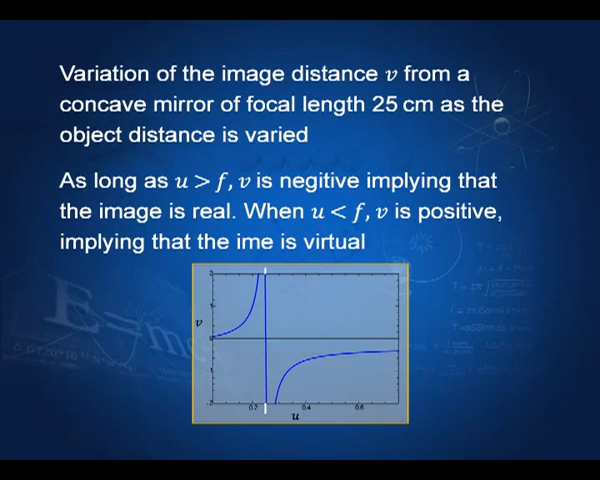 Variation of the image distance v from a
concave mirror of focal length 25 cm as the
object distance is varied
As long as u > f, v is negitive implying that
the image is real. When u < f, v is positive,
implying that the ime is virtual
2
v
0
0.2
0.4
0.6
u